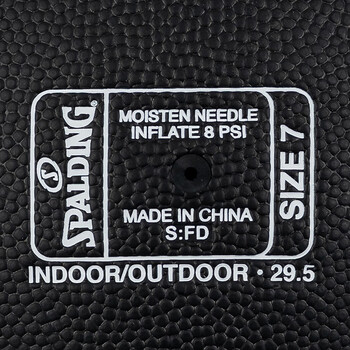 SPALDING
MOISTEN NEEDLE
INFLATE 8 PSI
MADE IN CHINA
S:FD
SIZE 7
INDOOR/OUTDOOR · 29.5